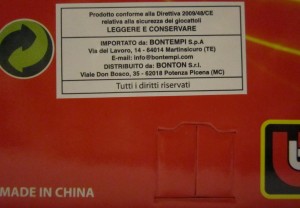 Prodotto conforme alla Direttiva 2009/48/CE
relativa alla sicurezza dei giocattoli
LEGGERE E CONSERVARE
IMPORTATO da: BONTEMPI S.p.A
Via del Lavoro, 14 - 64014 Martinsicuro (TE)
E-mail: info@bontempi.com
DISTRIBUITO da: BONTON S.r.l.
Viale Don Bosco, 35 - 62018 Potenza Picena (MC)
Tutti i diritti riservati
MADE IN CHINA